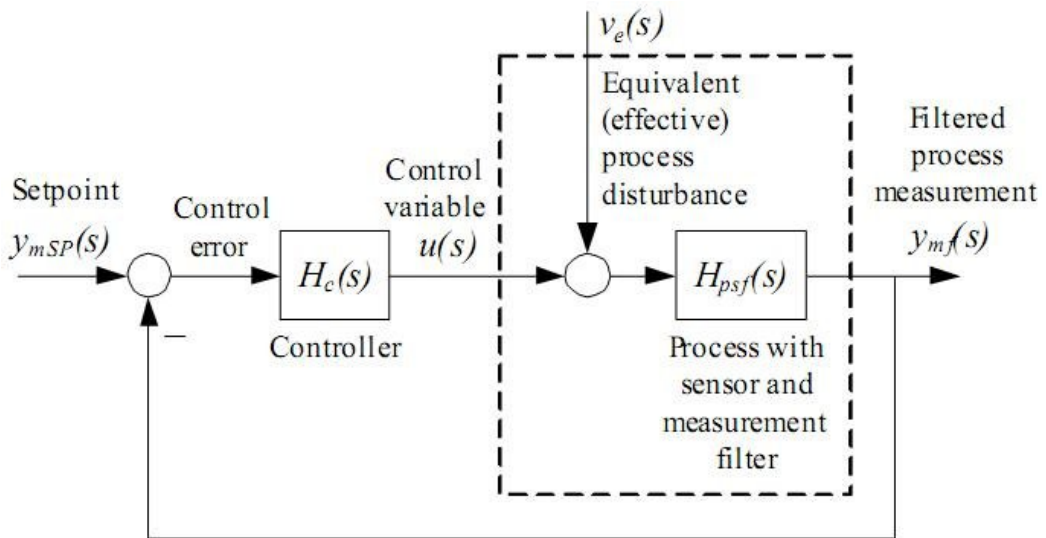 v_e(s)
Equivalent
(effective)
process
disturbance
Filtered
process
measurement
y_mf(s)
Setpoint
y_mSP(s)
Control
error
Control
variable
u(s)
H_c(s)
Controller
H_psf(s)
Process with
sensor and
measurement
filter
−